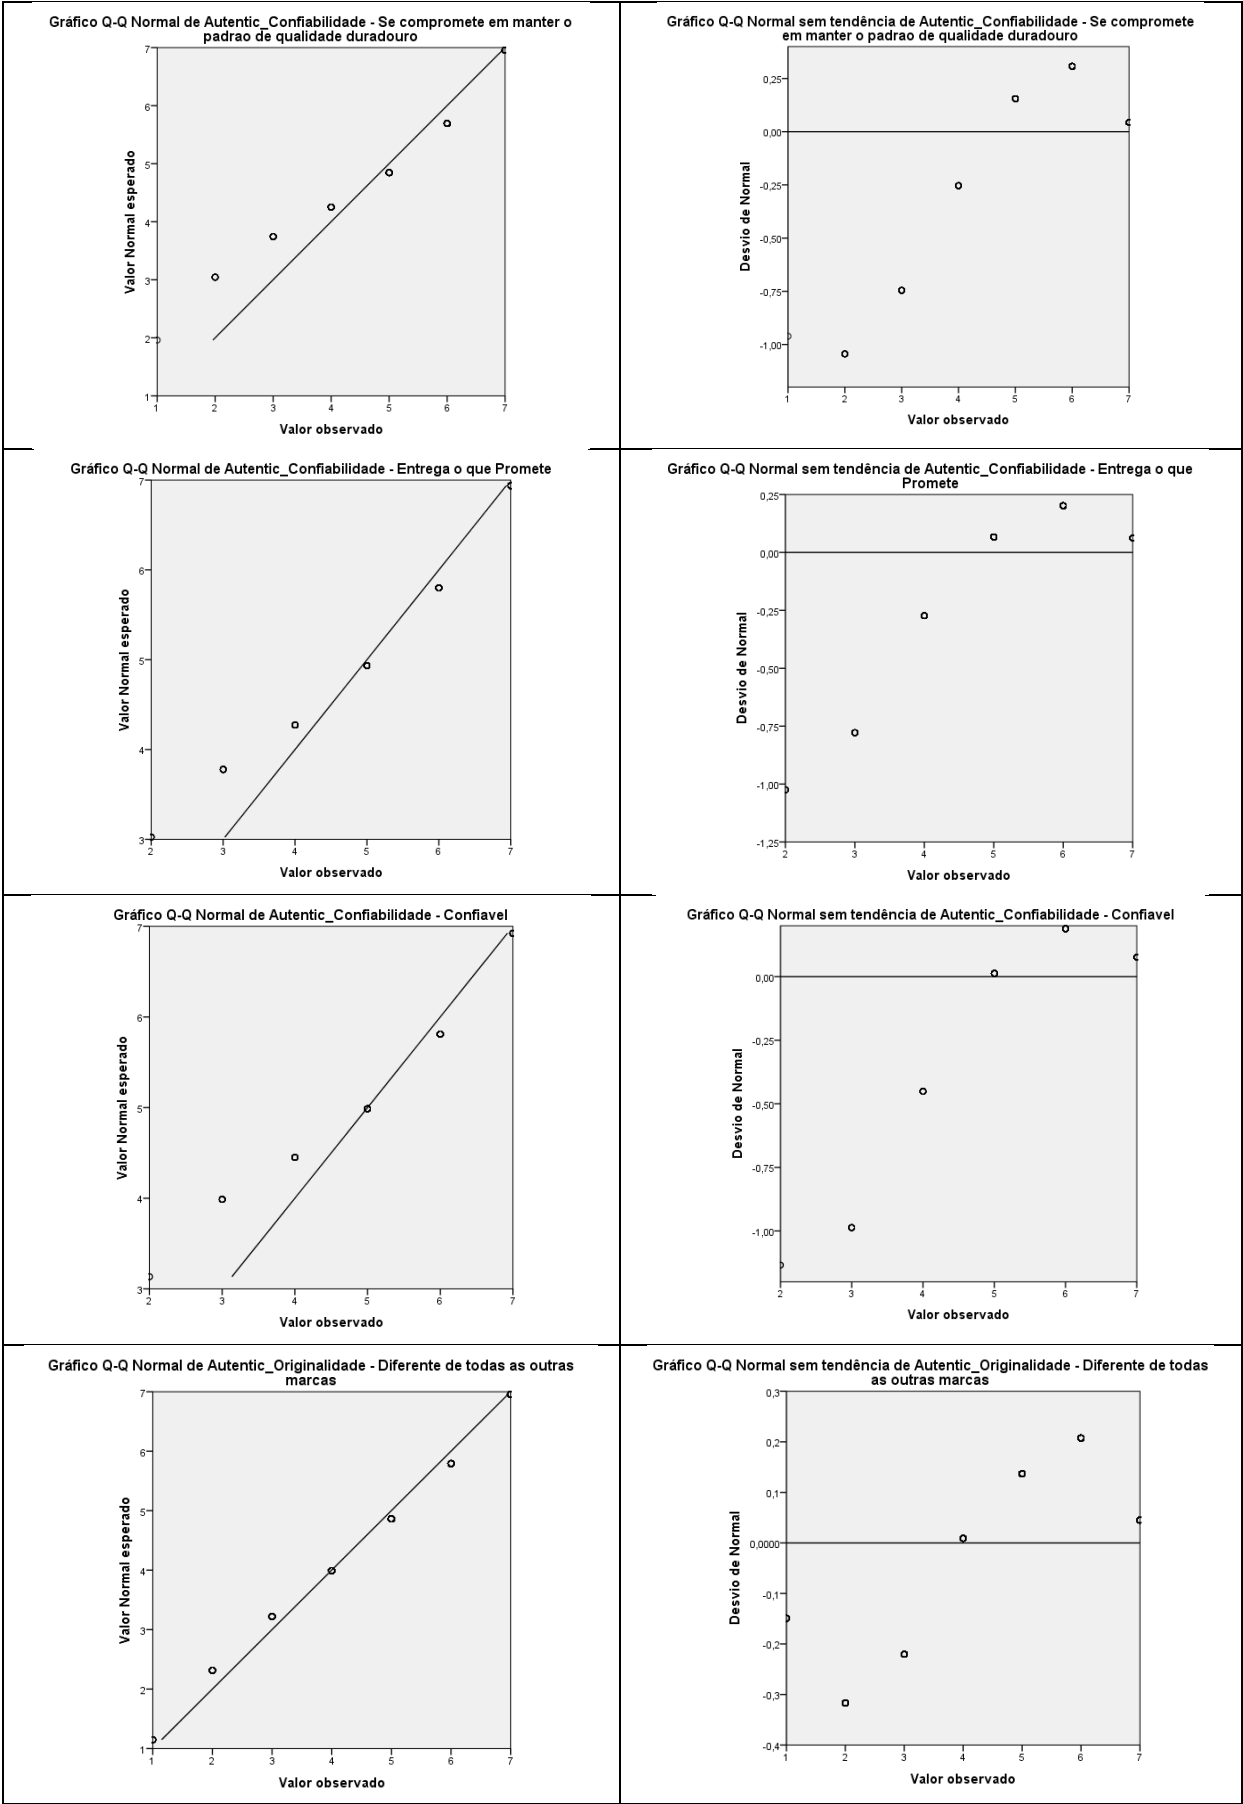 Gráfico Q-Q Normal de Autentic_Confiabilidade - Se compromete em manter o
padrao de qualidade duradouro
Valor Normal esperado
7
6
5
4
3
2
1
1 2 3 4 5 6 7
Valor observado
Gráfico Q-Q Normal sem tendência de Autentic_Confiabilidade - Se compromete
em manter o padrao de qualidade duradouro
Desvio de Normal
0,25
0,00
-0,25
-0,50
-0,75
-1,00
1 2 3 4 5 6 7
Valor observado
Gráfico Q-Q Normal de Autentic_Confiabilidade - Entrega o que Promete
Valor Normal esperado
7
6
5
4
3
2 3 4 5 6 7
Valor observado
Gráfico Q-Q Normal sem tendência de Autentic_Confiabilidade - Entrega o que
Promete
Desvio de Normal
0,25
0,00
-0,25
-0,50
-0,75
-1,00
-1,25
2 3 4 5 6 7
Valor observado
Gráfico Q-Q Normal de Autentic_Confiabilidade - Confiavel
Valor Normal esperado
7
6
5
4
3
2 3 4 5 6 7
Valor observado
Gráfico Q-Q Normal sem tendência de Autentic_Confiabilidade - Confiavel
Desvio de Normal
0,00
-0,25
-0,50
-0,75
-1,00
2 3 4 5 6 7
Valor observado
Gráfico Q-Q Normal de Autentic_Originalidade - Diferente de todas as outras
marcas
Valor Normal esperado
7
6
5
4
3
2
1
1 2 3 4 5 6 7
Valor observado
Gráfico Q-Q Normal sem tendência de Autentic_Originalidade - Diferente de todas
as outras marcas
Desvio de Normal
0,3
0,2
0,1
0,0000
-0,1
-0,2
-0,3
-0,4
1 2 3 4 5 6 7
Valor observado